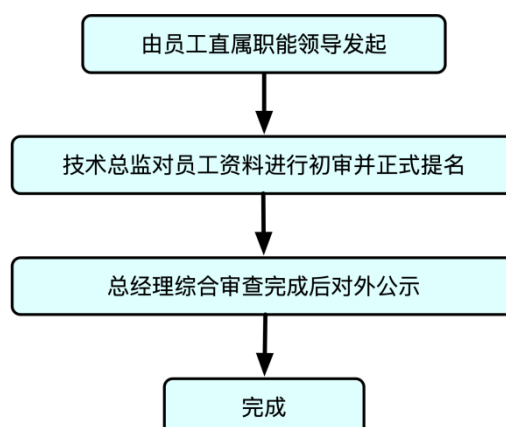 由员工直属职能领导发起
技术总监对员工资料进行初审并正式提名
总经理综合审查完成后对外公示
完成